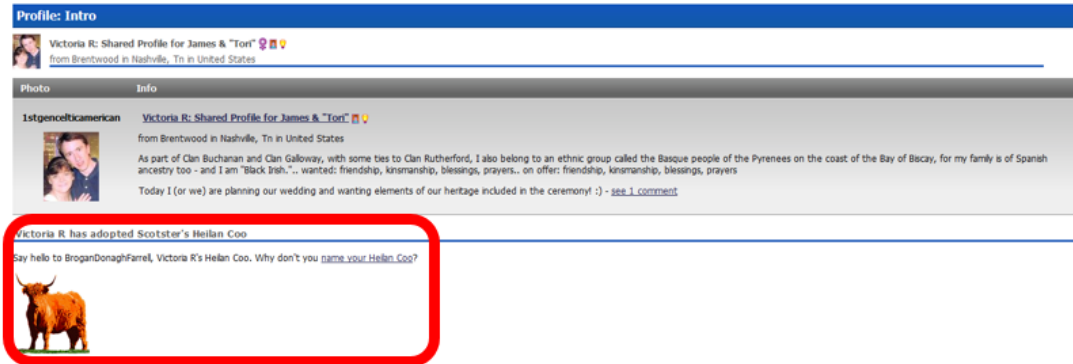 Profile: Intro
Victoria R: Shared Profile for James & "Tori"
from Brentwood in Nashville, Tn in United States
Photo Info
1stgencelticamerican Victoria R: Shared Profile for James & "Tori"
from Brentwood in Nashville, Tn in United States
As part of Clan Buchanan and Clan Galloway, with some ties to Clan Rutherford, I also belong to an ethnic group called the Basque people of the Pyrenees on the coast of the Bay of Biscay, for my family is of Spanish
ancestry too - and I am "Black Irish.".. wanted: friendship, kinsmanship, blessings, prayers.. on offer: friendship, kinsmanship, blessings, prayers
Today I (or we) are planning our wedding and wanting elements of our heritage included in the ceremony! :) - see 1 comment
Victoria R has adopted Scotster's Heilan Coo
Say hello to BroganDonaghFarrell, Victoria R's Heilan Coo. Why don't you name your Heilan Coo?